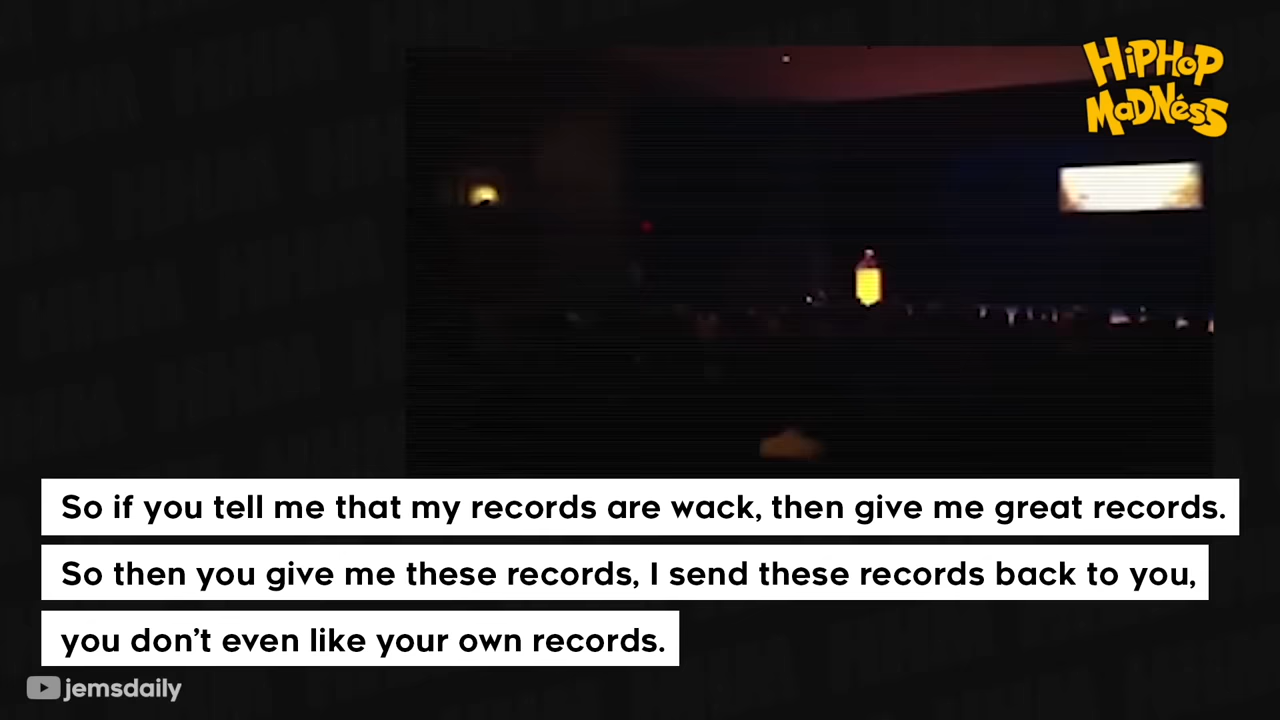 HiPHOP
MADNéSS
So if you tell me that my records are wack, then give me great records.
So then you give me these records, I send these records back to you,
you don't even like your own records.
jemsdaily